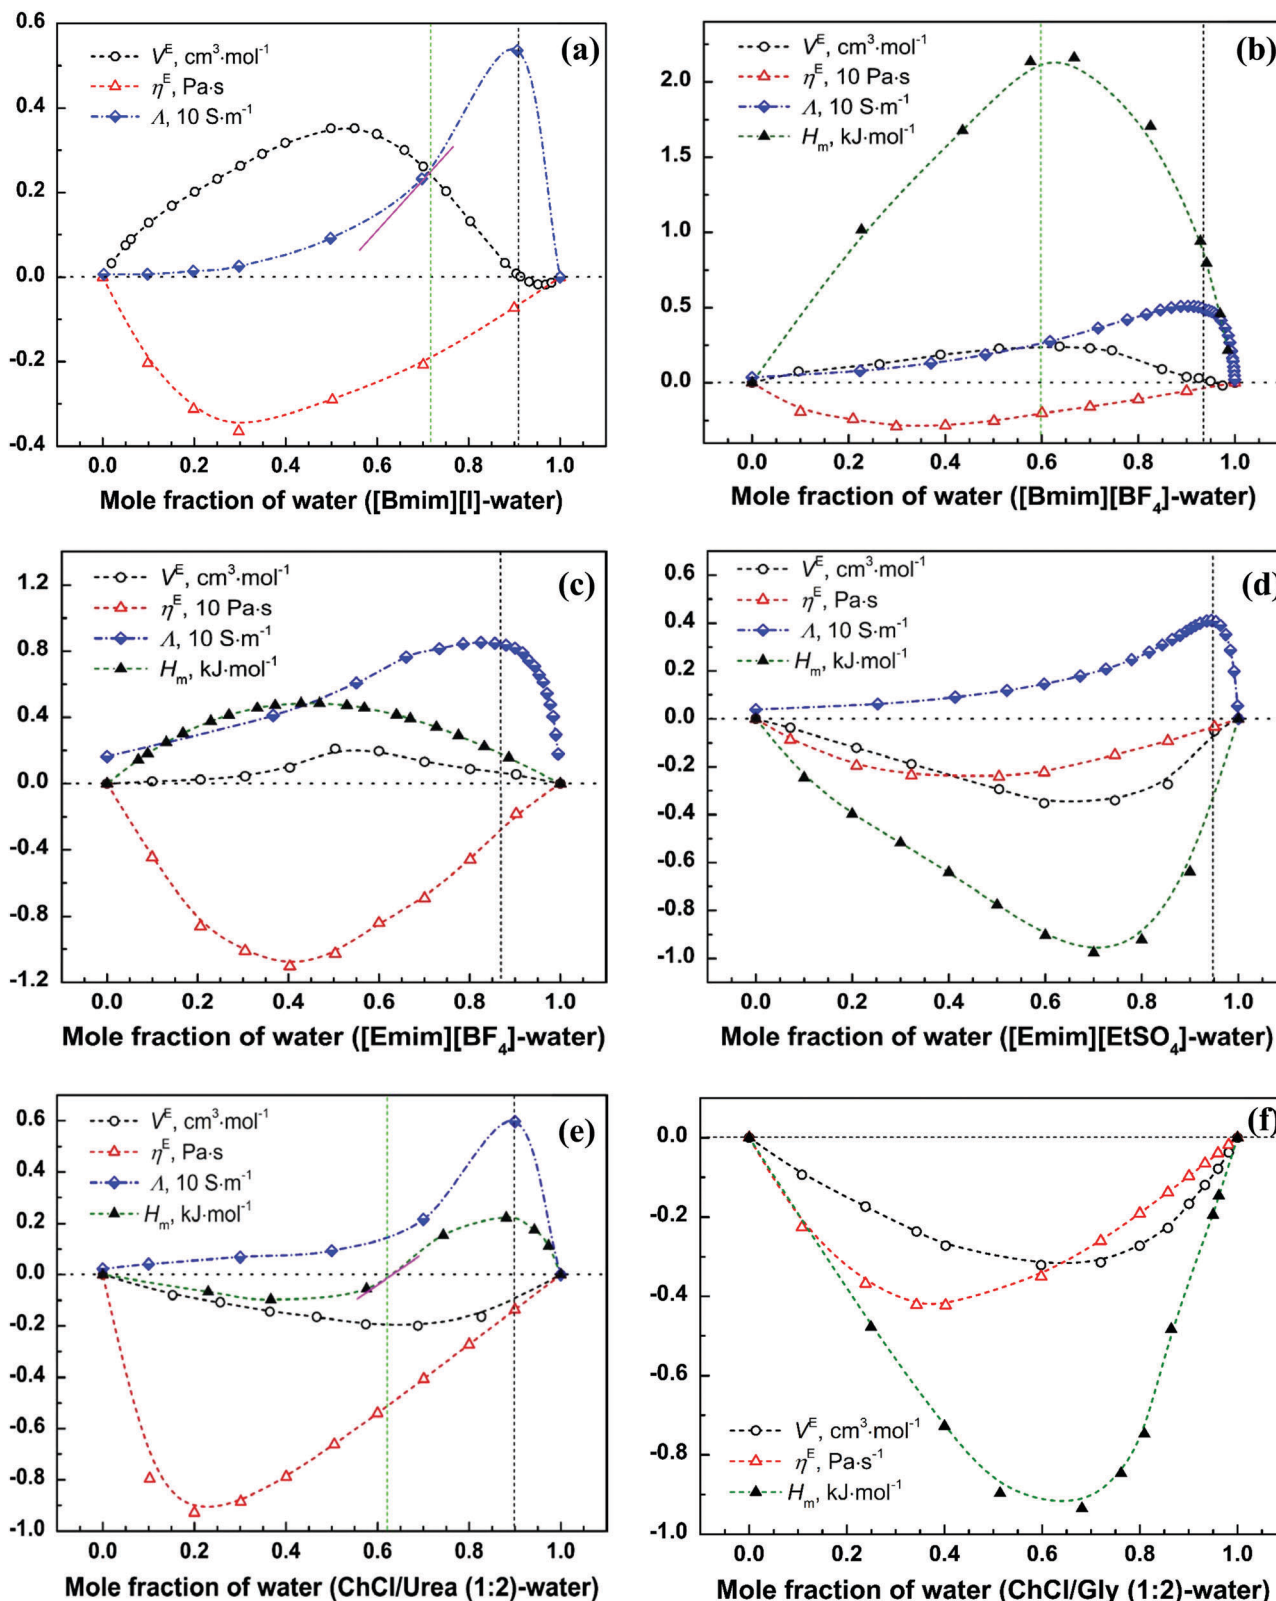 (a)
V^E, cm³·mol⁻¹
η^E, Pa·s
Λ, 10 S·m⁻¹
0.6
0.4
0.2
0.0
-0.2
-0.4
0.0 0.2 0.4 0.6 0.8 1.0
Mole fraction of water ([Bmim][I]-water)
(b)
V^E, cm³·mol⁻¹
η^E, 10 Pa·s
Λ, 10 S·m⁻¹
H_m, kJ·mol⁻¹
2.0
1.5
1.0
0.5
0.0
0.0 0.2 0.4 0.6 0.8 1.0
Mole fraction of water ([Bmim][BF₄]-water)
(c)
V^E, cm³·mol⁻¹
η^E, 10 Pa·s
Λ, 10 S·m⁻¹
H_m, kJ·mol⁻¹
1.2
0.8
0.4
0.0
-0.4
-0.8
-1.2
0.0 0.2 0.4 0.6 0.8 1.0
Mole fraction of water ([Emim][BF₄]-water)
(d)
V^E, cm³·mol⁻¹
η^E, Pa·s
Λ, 10 S·m⁻¹
H_m, kJ·mol⁻¹
0.6
0.4
0.2
0.0
-0.2
-0.4
-0.6
-0.8
-1.0
0.0 0.2 0.4 0.6 0.8 1.0
Mole fraction of water ([Emim][EtSO₄]-water)
(e)
V^E, cm³·mol⁻¹
η^E, Pa·s
Λ, 10 S·m⁻¹
H_m, kJ·mol⁻¹
0.6
0.4
0.2
0.0
-0.2
-0.4
-0.6
-0.8
-1.0
0.0 0.2 0.4 0.6 0.8 1.0
Mole fraction of water (ChCl/Urea (1:2)-water)
(f)
0.0
-0.2
-0.4
-0.6
-0.8
-1.0
V^E, cm³·mol⁻¹
η^E, Pa·s⁻¹
H_m, kJ·mol⁻¹
0.0 0.2 0.4 0.6 0.8 1.0
Mole fraction of water (ChCl/Gly (1:2)-water)